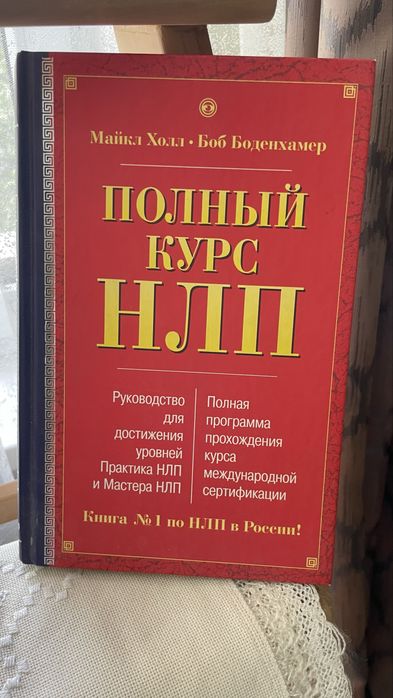 Майкл Холл · Боб Боденхамер
ПОЛНЫЙ
КУРС
НЛП
Руководство
для
достижения
уровней
Практика НЛП
и Мастера НЛП
Полная
программа
прохождения
курса
международной
сертификации
Книга №1 по НЛП в России!